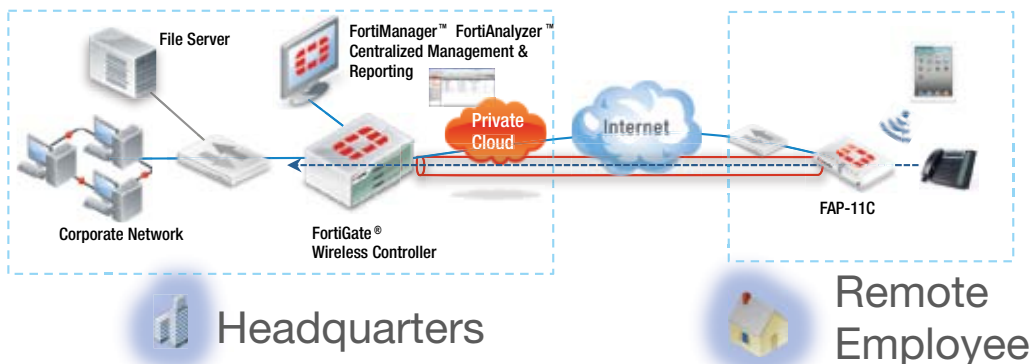 File Server
FortiManager™ FortiAnalyzer™
Centralized Management &
Reporting
Private
Cloud
Internet
Corporate Network
FortiGate®
Wireless Controller
FAP-11C
Headquarters
Remote
Employee